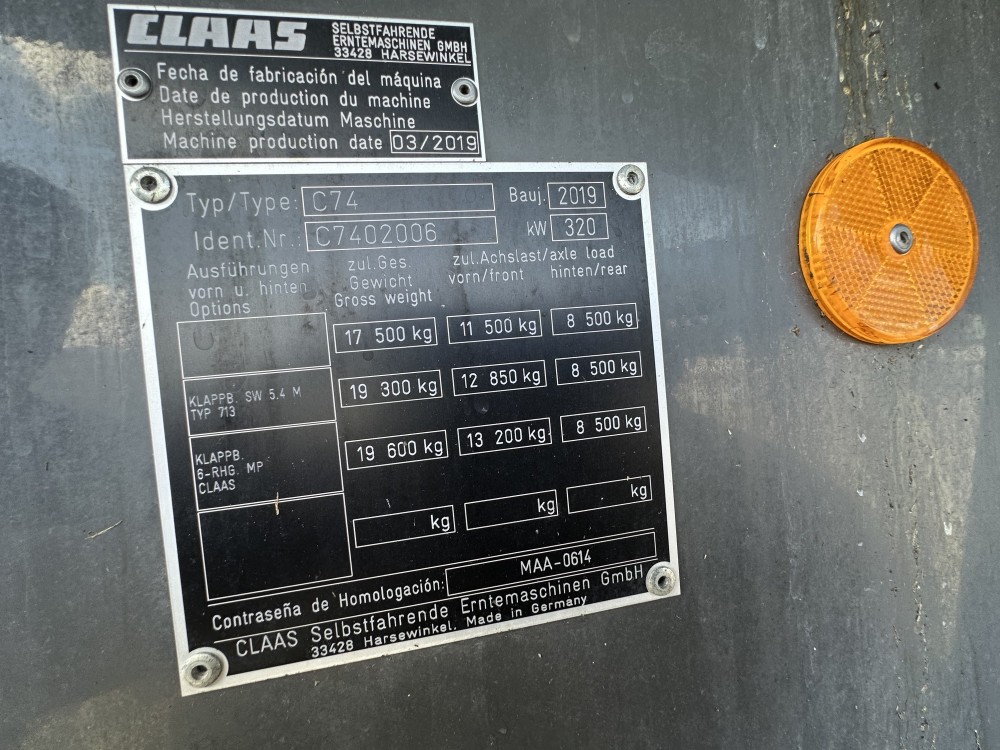 CLAAS
SELBSTFAHRENDE
ERNTEMASCHINEN GMBH
33428 HARSEWINKEL
Fecha de fabricación del máquina
Date de production du machine
Herstellungsdatum Maschine
Machine production date 03/2019
Typ/Type: C74 Bauj. 2019
Ident.Nr.: C7402006 kW 320
Ausführungen zul.Ges zul.Achslast/axle load
vorn u. hinten Gewicht vorn/front hinten/rear
Options Gross weight
17 500 kg 11 500 kg 8 500 kg
KLAPPB. SW 5.4 M 19 300 kg 12 850 kg 8 500 kg
TYP 713
KLAPPB. 19 600 kg 13 200 kg 8 500 kg
6-RHG. MP
CLAAS
kg kg kg
Contraseña de Homologación: MAA-0614
CLAAS Selbstfahrende Erntemaschinen GmbH
33428 Harsewinkel, Made in Germany